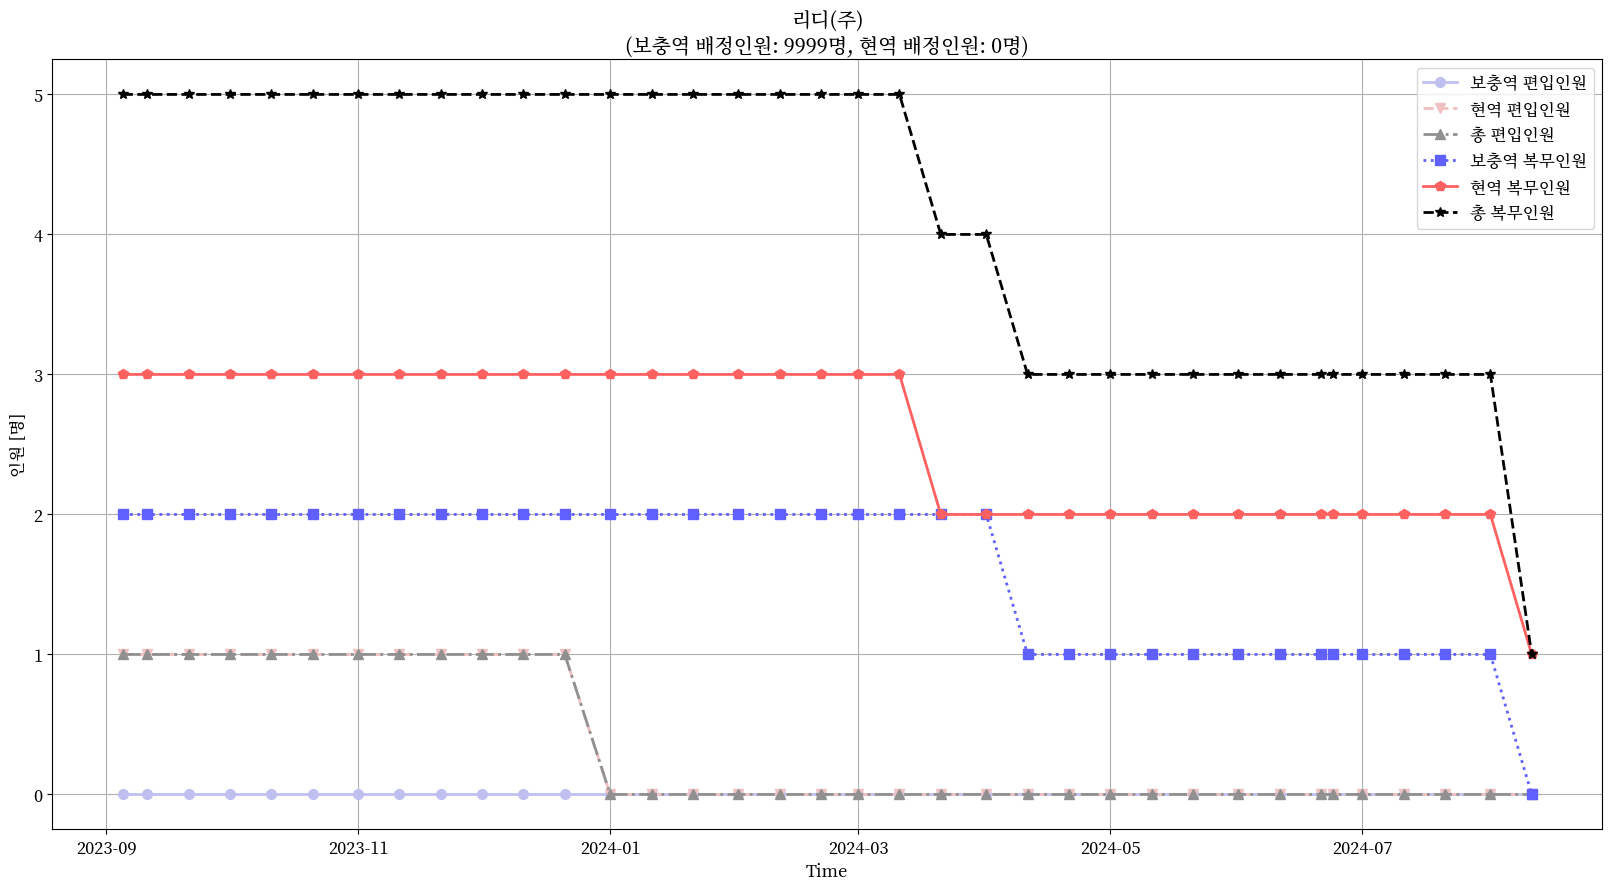 리디(주)
(보충역 배정인원: 9999명, 현역 배정인원: 0명)
보충역 편입인원
현역 편입인원
총 편입인원
보충역 복무인원
현역 복무인원
총 복무인원
인원 [명]
5
4
3
2
1
0
2023-09
2023-11
2024-01
2024-03
2024-05
2024-07
Time